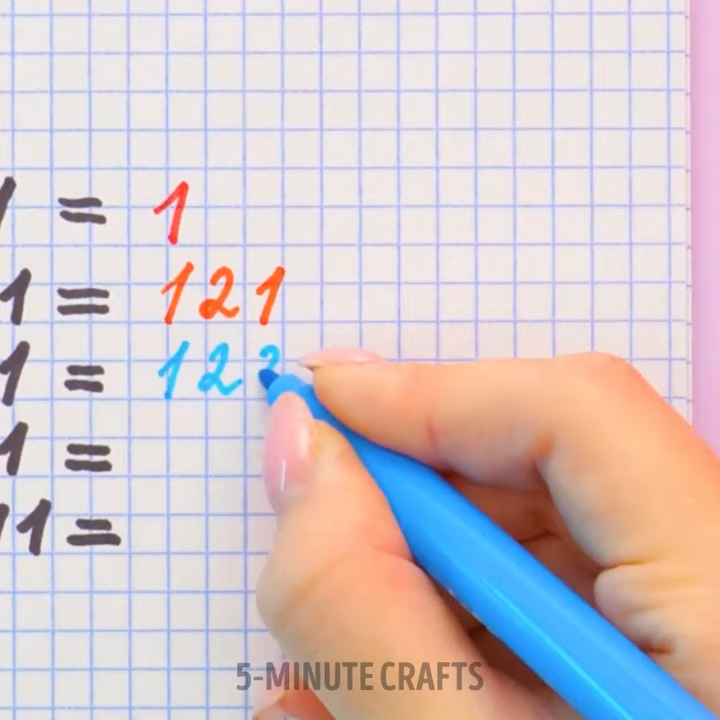 1 = 1
1 = 121
1 = 12
1 =
11 =
5-MINUTE CRAFTS